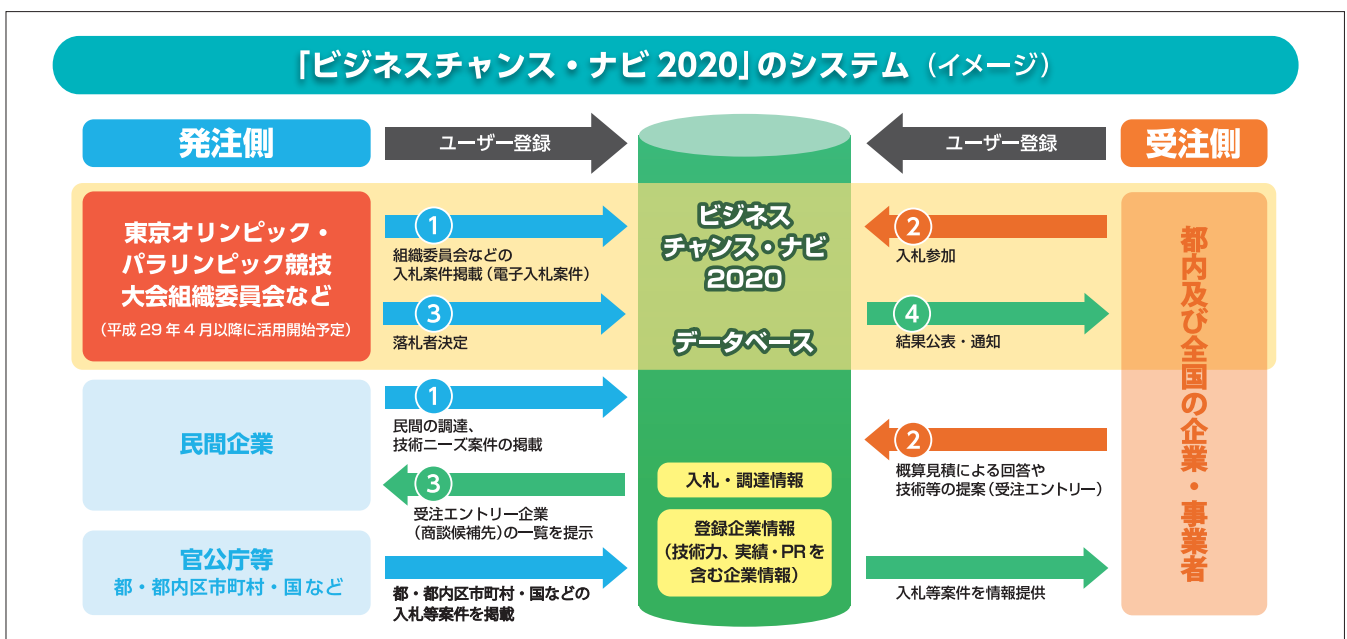 「ビジネスチャンス・ナビ 2020」のシステム（イメージ）
発注側
ユーザー登録
ユーザー登録
受注側
東京オリンピック・
パラリンピック競技
大会組織委員会など
（平成 29 年 4 月以降に活用開始予定）
1
組織委員会などの
入札案件掲載（電子入札案件）
3
落札者決定
ビジネス
チャンス・ナビ
2020
データベース
2
入札参加
4
結果公表・通知
都内及び全国の企業・事業者
民間企業
1
民間の調達、
技術ニーズ案件の掲載
3
受注エントリー企業
（商談候補先）の一覧を提示
2
概算見積による回答や
技術等の提案（受注エントリー）
入札・調達情報
登録企業情報
（技術力、実績・PRを
含む企業情報）
官公庁等
都・都内区市町村・国など
都・都内区市町村・国などの
入札等案件を掲載
入札等案件を情報提供